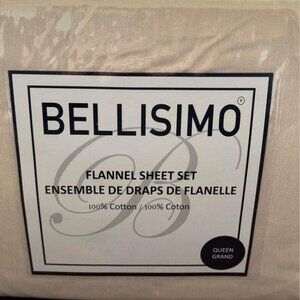 BELLISIMO®
B
FLANNEL SHEET SET
ENSEMBLE DE DRAPS DE FLANELLE
100% Cotton / 100% Coton
QUEEN
GRAND